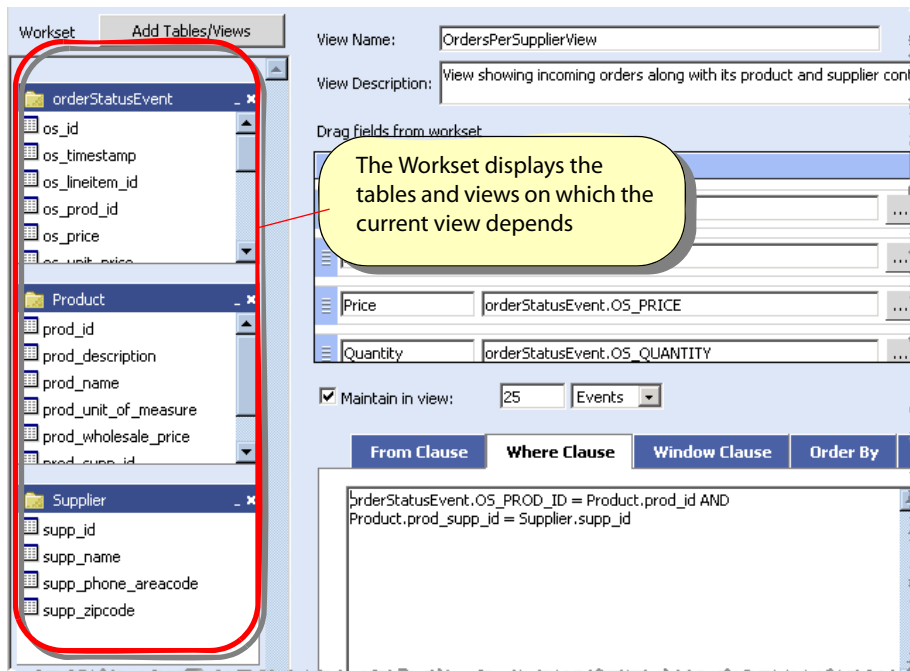 Workset
Add Tables/Views
orderStatusEvent
os_id
os_timestamp
os_lineitem_id
os_prod_id
os_price
os_unit_price
Product
prod_id
prod_description
prod_name
prod_unit_of_measure
prod_wholesale_price
prod_supp_id
Supplier
supp_id
supp_name
supp_phone_areacode
supp_zipcode
View Name:
OrdersPerSupplierView
View Description:
View showing incoming orders along with its product and supplier con
Drag fields from workset
The Workset displays the
tables and views on which the
current view depends
...
...
Price
orderStatusEvent.OS_PRICE
...
Quantity
orderStatusEvent.OS_QUANTITY
...
Maintain in view:
25
Events
From Clause
Where Clause
Window Clause
Order By
orderStatusEvent.OS_PROD_ID = Product.prod_id AND
Product.prod_supp_id = Supplier.supp_id